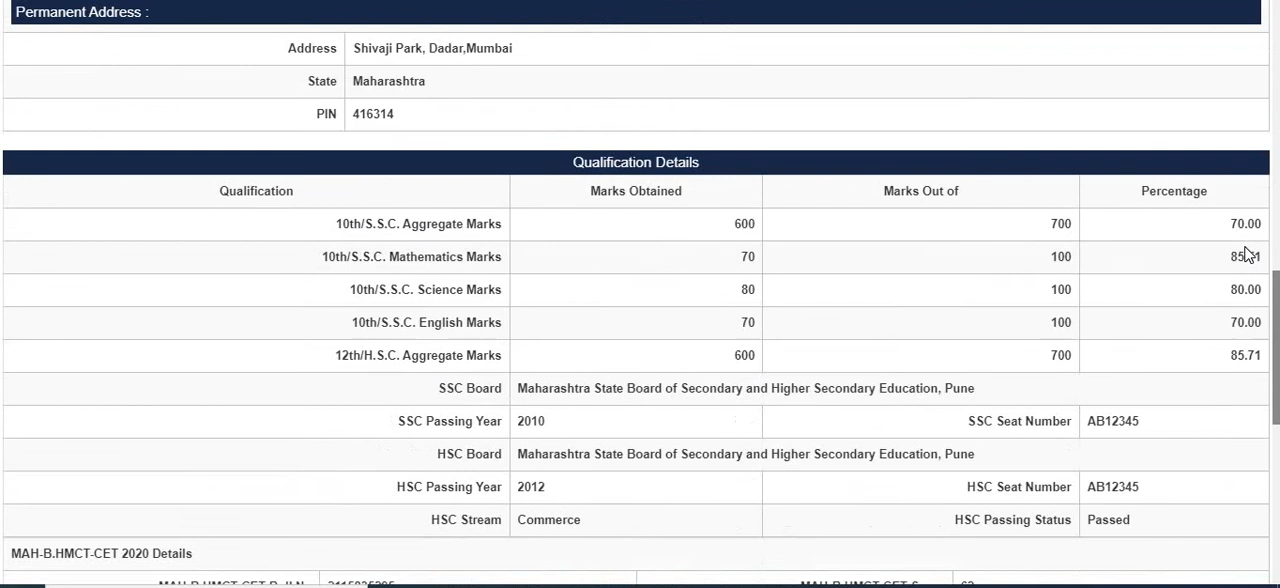 Permanent Address :
Address Shivaji Park, Dadar,Mumbai
State Maharashtra
PIN 416314
Qualification Details
Qualification Marks Obtained Marks Out of Percentage
10th/S.S.C. Aggregate Marks 600 700 70.00
10th/S.S.C. Mathematics Marks 70 100
10th/S.S.C. Science Marks 80 100 80.00
10th/S.S.C. English Marks 70 100 70.00
12th/H.S.C. Aggregate Marks 600 700 85.71
SSC Board Maharashtra State Board of Secondary and Higher Secondary Education, Pune
SSC Passing Year 2010 SSC Seat Number AB12345
HSC Board Maharashtra State Board of Secondary and Higher Secondary Education, Pune
HSC Passing Year 2012 HSC Seat Number AB12345
HSC Stream Commerce HSC Passing Status Passed
MAH-B.HMCT-CET 2020 Details